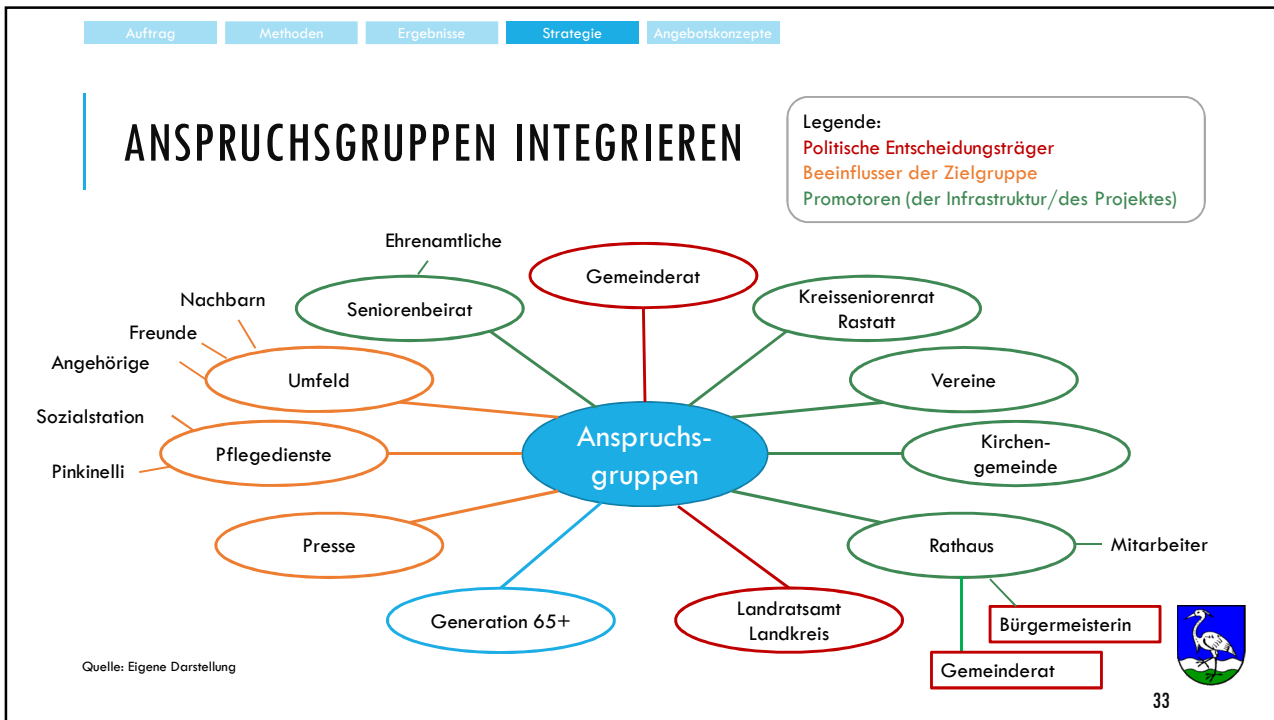 Auftrag
Methoden
Ergebnisse
Strategie
Angebotskonzepte
ANSPRUCHSGRUPPEN INTEGRIEREN
Legende:
Politische Entscheidungsträger
Beeinflusser der Zielgruppe
Promotoren (der Infrastruktur/des Projektes)
Ehrenamtliche
Gemeinderat
Nachbarn
Seniorenbeirat
Kreisseniorenrat
Rastatt
Freunde
Angehörige
Umfeld
Vereine
Sozialstation
Anspruchs-
gruppen
Pflegedienste
Kirchen-
gemeinde
Pinkinelli
Presse
Rathaus
Mitarbeiter
Generation 65+
Landratsamt
Landkreis
Bürgermeisterin
Gemeinderat
Quelle: Eigene Darstellung
33